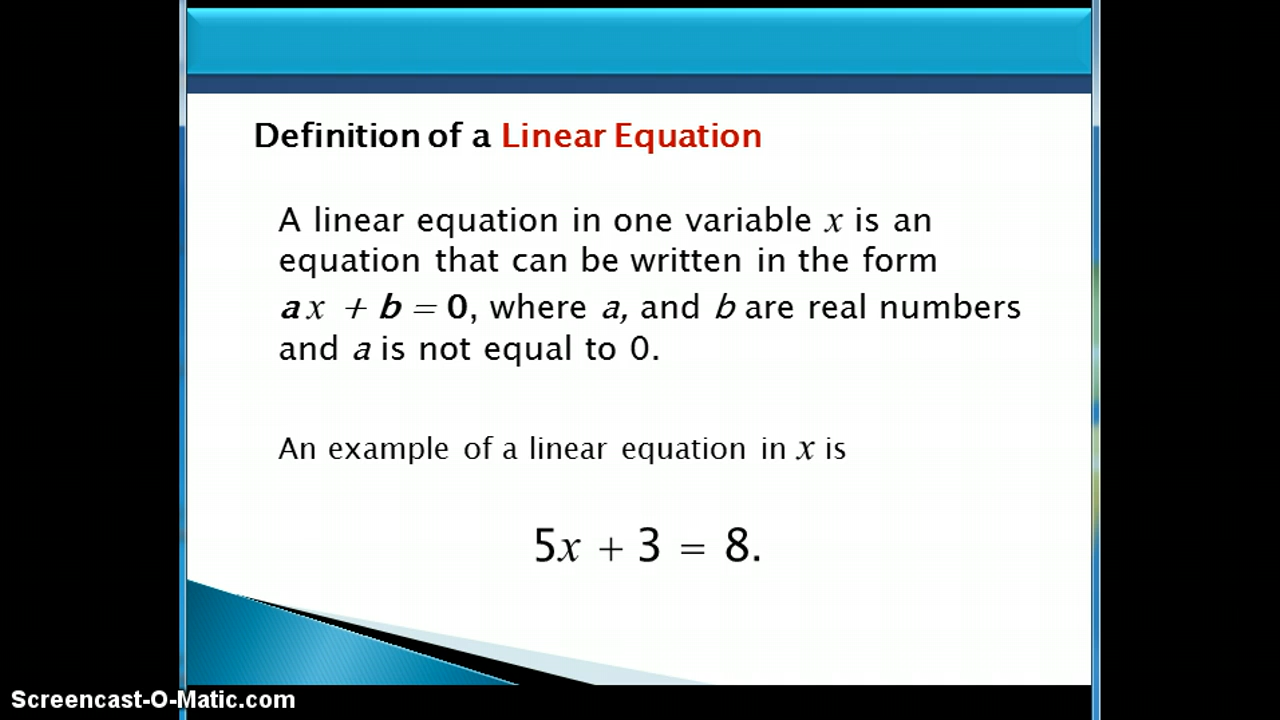 Definition of a Linear Equation
A linear equation in one variable x is an
equation that can be written in the form
ax + b = 0, where a, and b are real numbers
and a is not equal to 0.
An example of a linear equation in x is
5x + 3 = 8.
Screencast-O-Matic.com